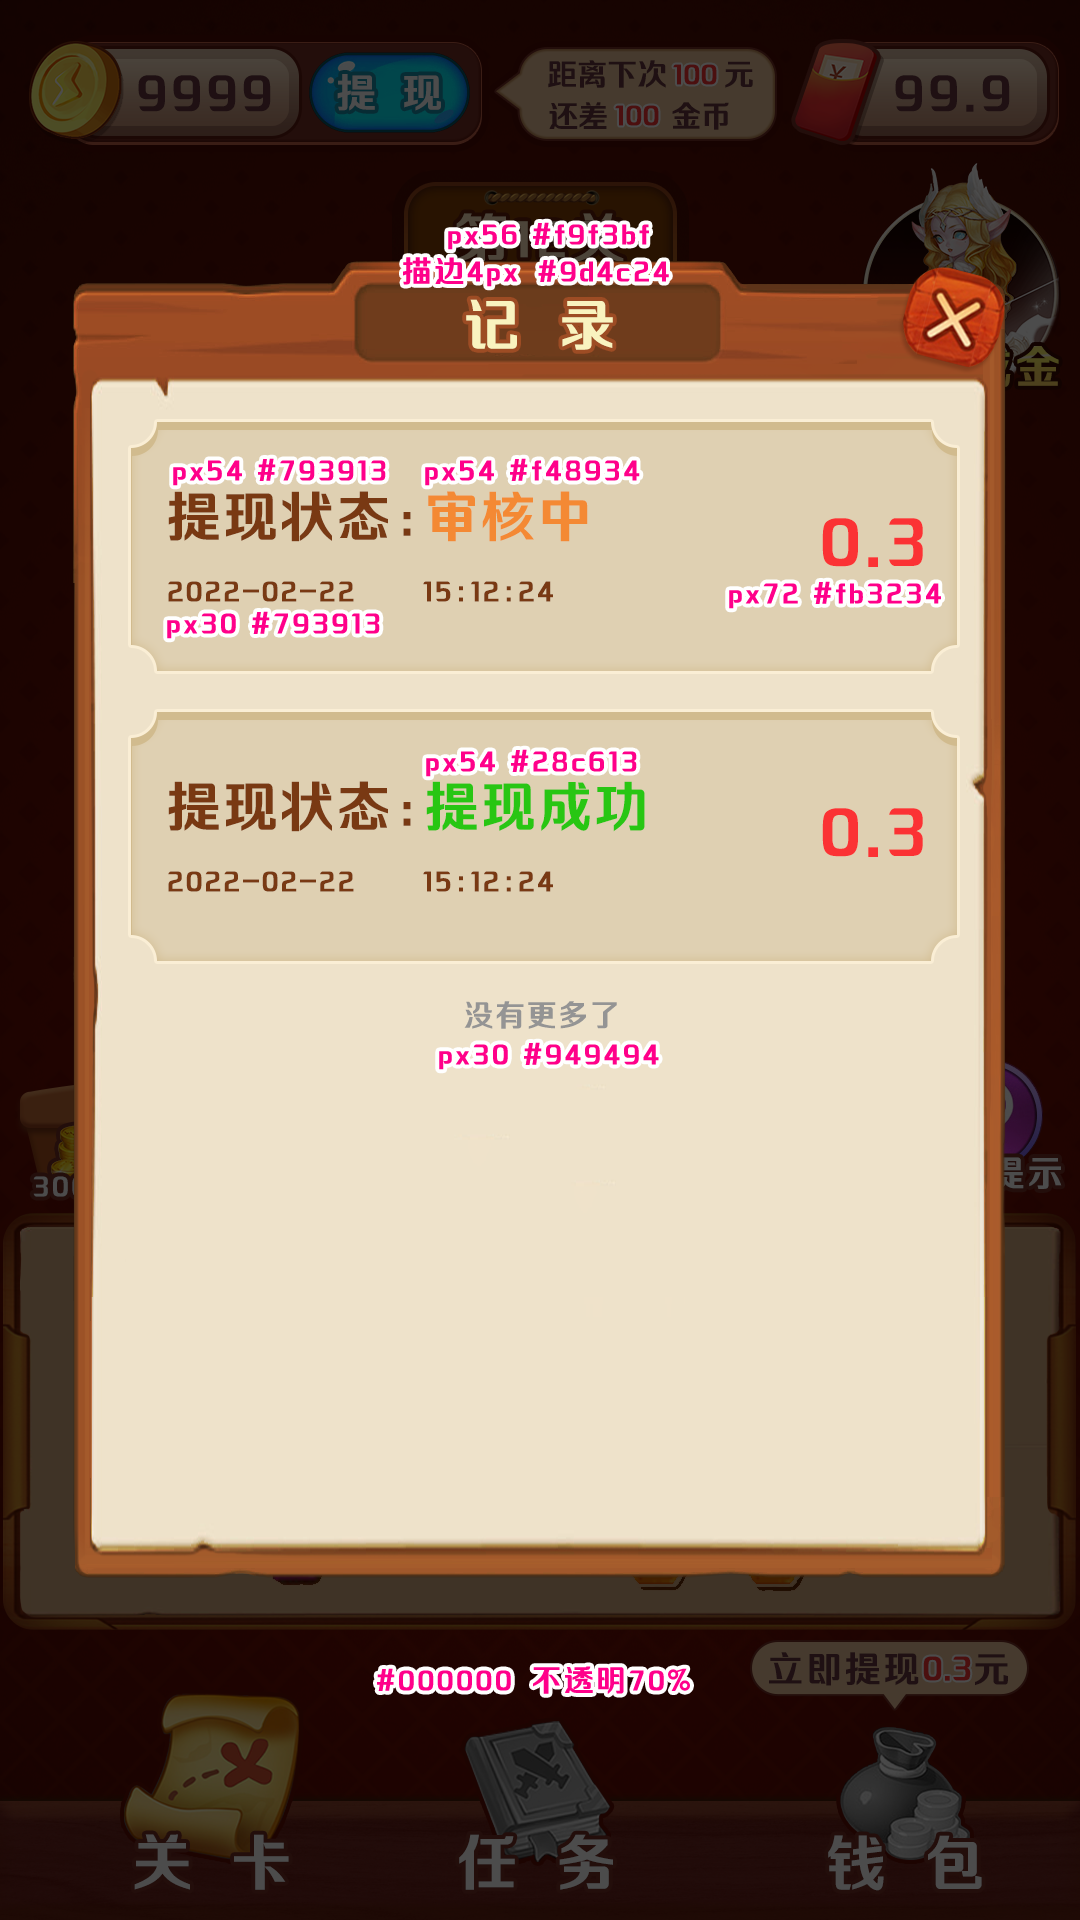 9999
提 现
距离下次100元
还差100 金币
99.9
px56 #f9f3bf
描边4px #9d4c24
记 录
金
px54 #793913 px54 #f48934
提现状态:审核中
0.3
2022-02-22 15:12:24
px72 #fb3234
px30 #793913
px54 #28c613
提现状态:提现成功
0.3
2022-02-22 15:12:24
没有更多了
px30 #949494
提示
#000000 不透明70%
立即提现0.3元
关 卡
任 务
钱 包